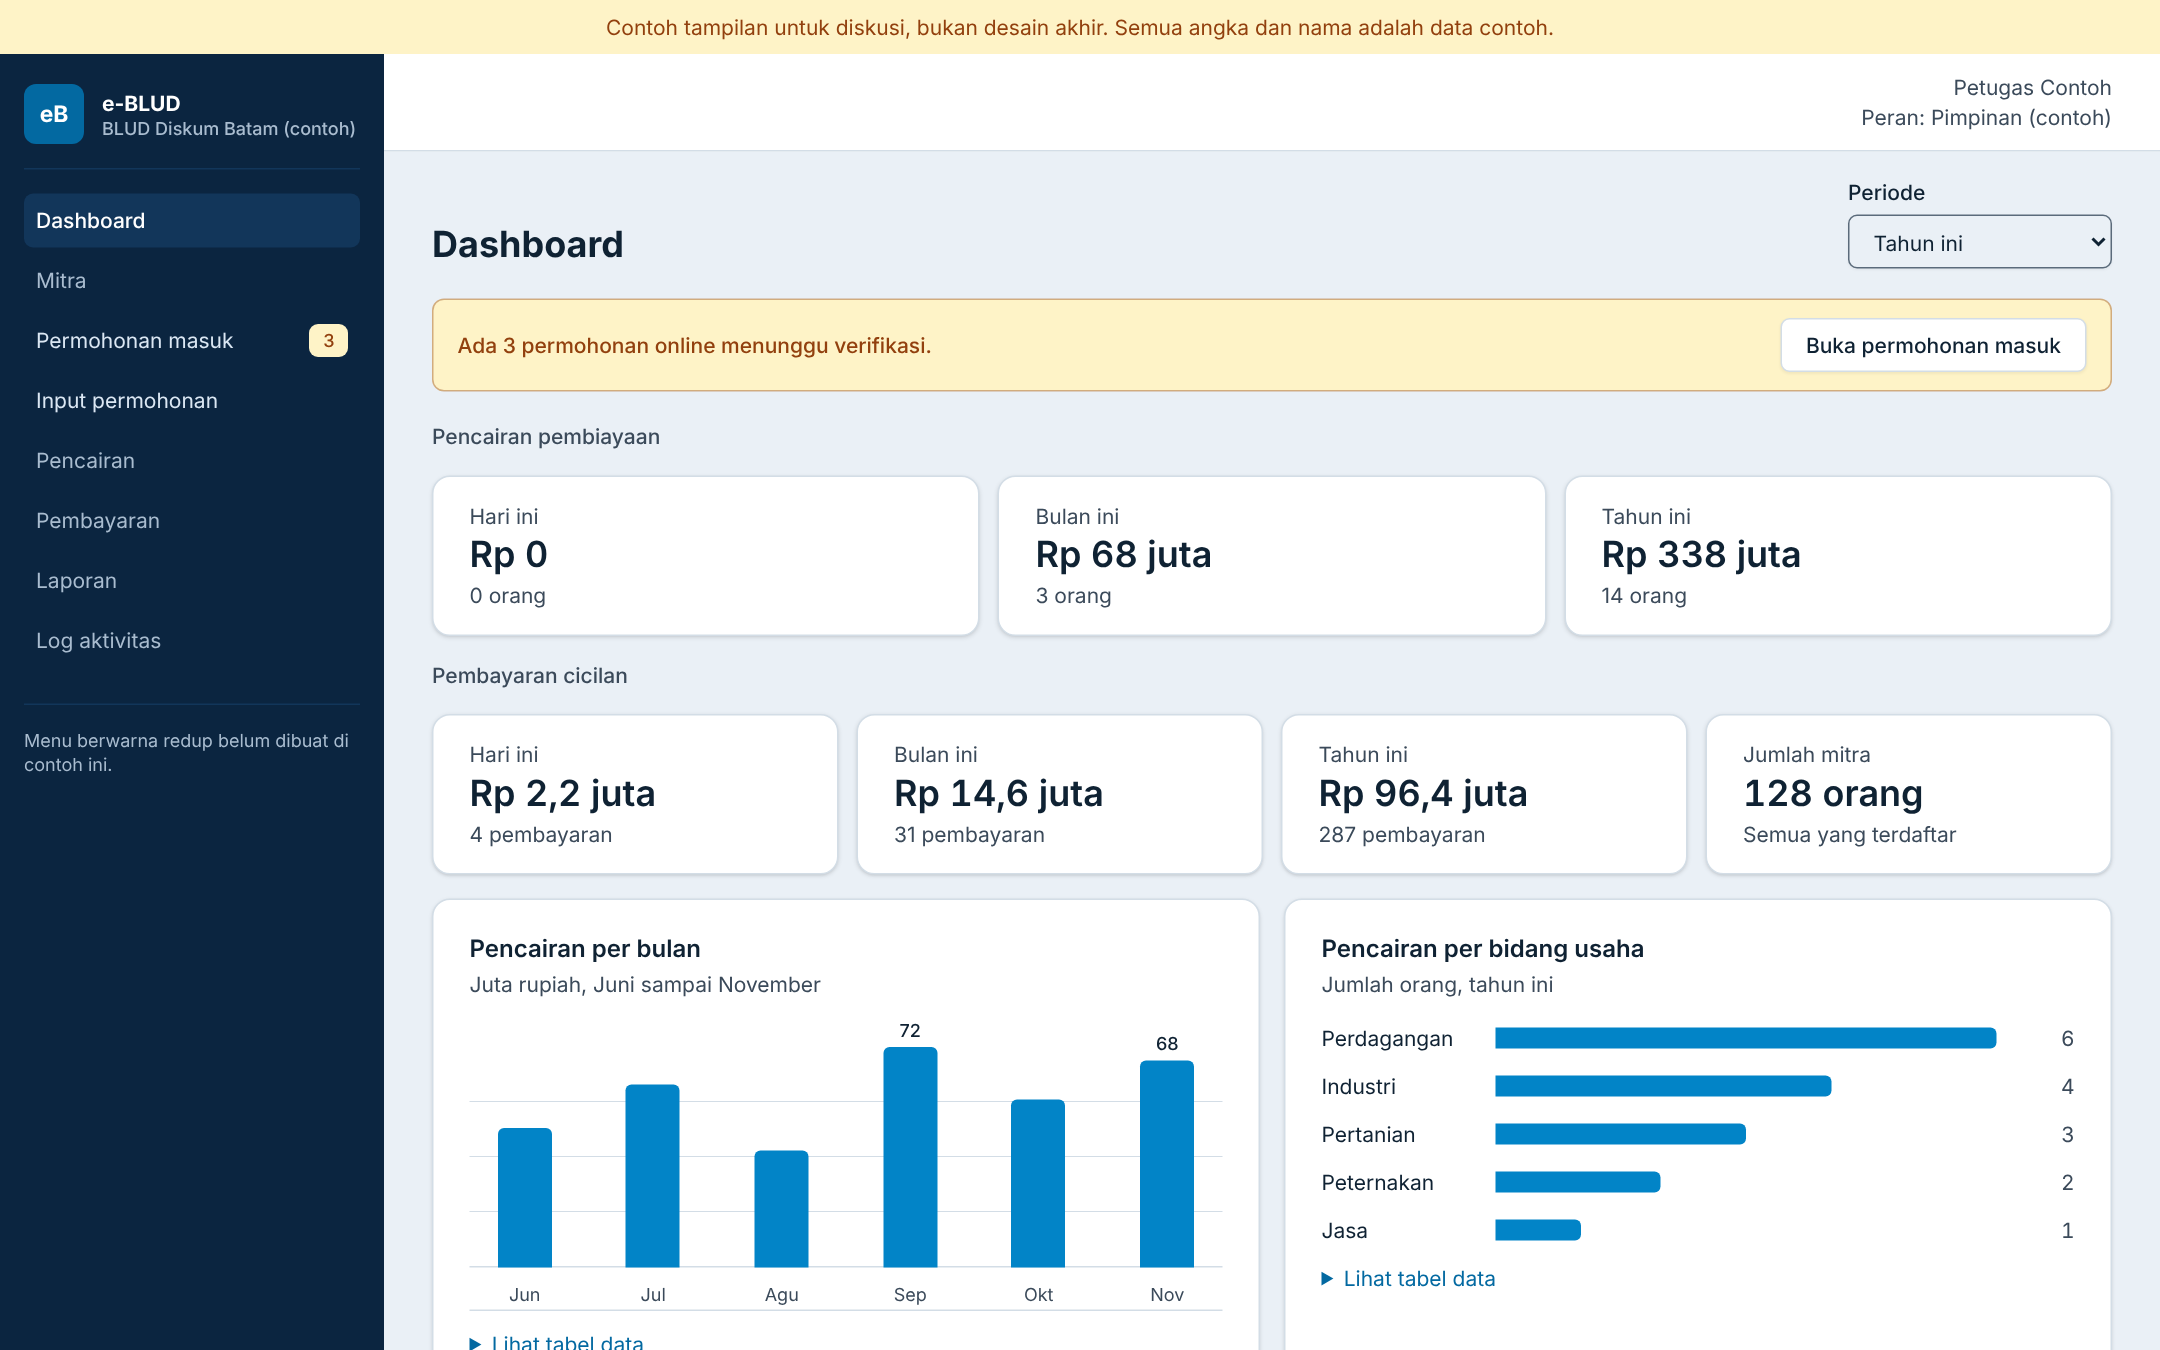 Contoh tampilan untuk diskusi, bukan desain akhir. Semua angka dan nama adalah data contoh.
eB
e-BLUD
BLUD Diskum Batam (contoh)
Dashboard
Mitra
Permohonan masuk 3
Input permohonan
Pencairan
Pembayaran
Laporan
Log aktivitas
Menu berwarna redup belum dibuat di
contoh ini.
Petugas Contoh
Peran: Pimpinan (contoh)
Dashboard
Periode
Tahun ini
Ada 3 permohonan online menunggu verifikasi.
Buka permohonan masuk
Pencairan pembiayaan
Hari ini
Rp 0
0 orang
Bulan ini
Rp 68 juta
3 orang
Tahun ini
Rp 338 juta
14 orang
Pembayaran cicilan
Hari ini
Rp 2,2 juta
4 pembayaran
Bulan ini
Rp 14,6 juta
31 pembayaran
Tahun ini
Rp 96,4 juta
287 pembayaran
Jumlah mitra
128 orang
Semua yang terdaftar
Pencairan per bulan
Juta rupiah, Juni sampai November
72
68
Jun Jul Agu Sep Okt Nov
Lihat tabel data
Pencairan per bidang usaha
Jumlah orang, tahun ini
Perdagangan 6
Industri 4
Pertanian 3
Peternakan 2
Jasa 1
Lihat tabel data